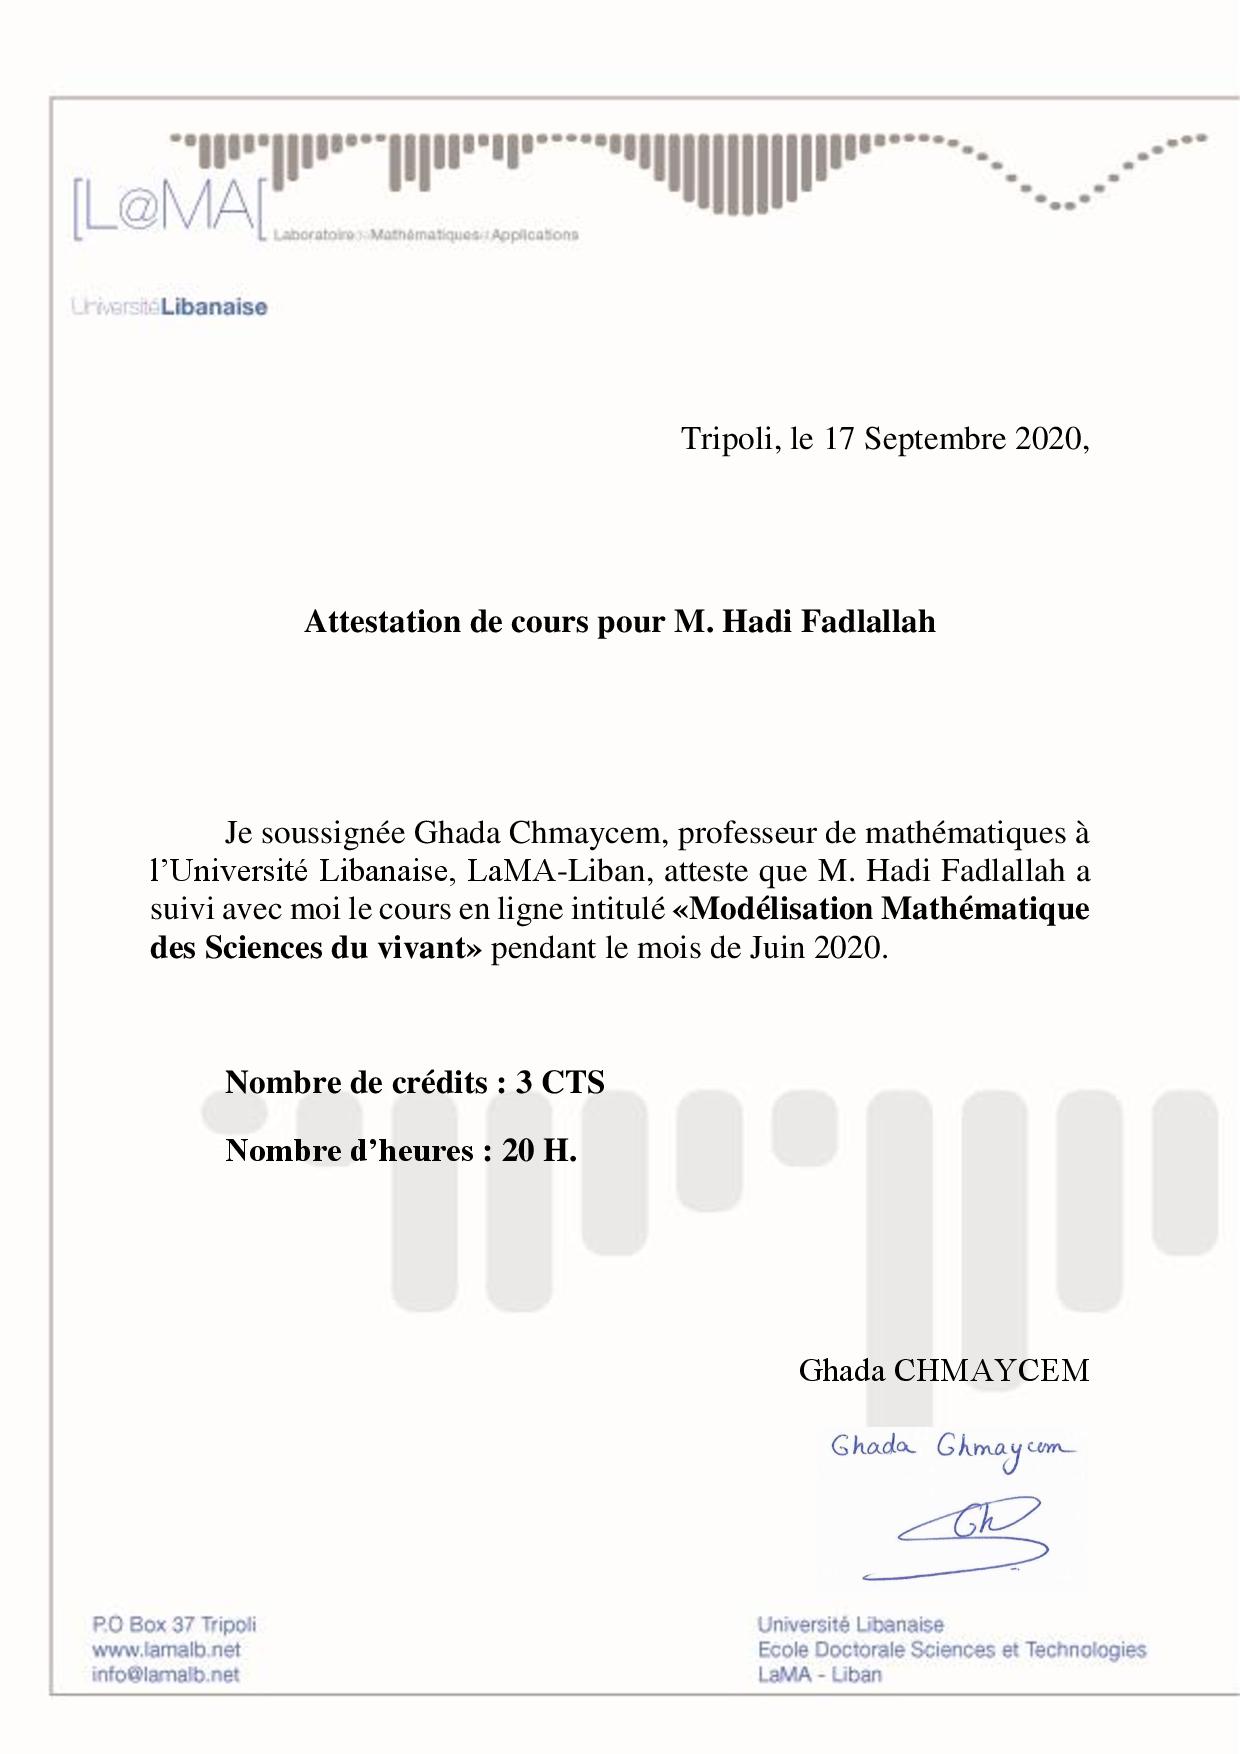 [L@MA[
Laboratoire de Mathématiques et Applications
UniversitéLibanaise
Tripoli, le 17 Septembre 2020,
Attestation de cours pour M. Hadi Fadlallah
Je soussignée Ghada Chmaycem, professeur de mathématiques à
l’Université Libanaise, LaMA-Liban, atteste que M. Hadi Fadlallah a
suivi avec moi le cours en ligne intitulé «Modélisation Mathématique
des Sciences du vivant» pendant le mois de Juin 2020.
Nombre de crédits : 3 CTS
Nombre d’heures : 20 H.
Ghada CHMAYCEM
Ghada Ghmaycem
Gh
P.O Box 37 Tripoli
www.lamalb.net
info@lamalb.net
Université Libanaise
Ecole Doctorale Sciences et Technologies
LaMA - Liban